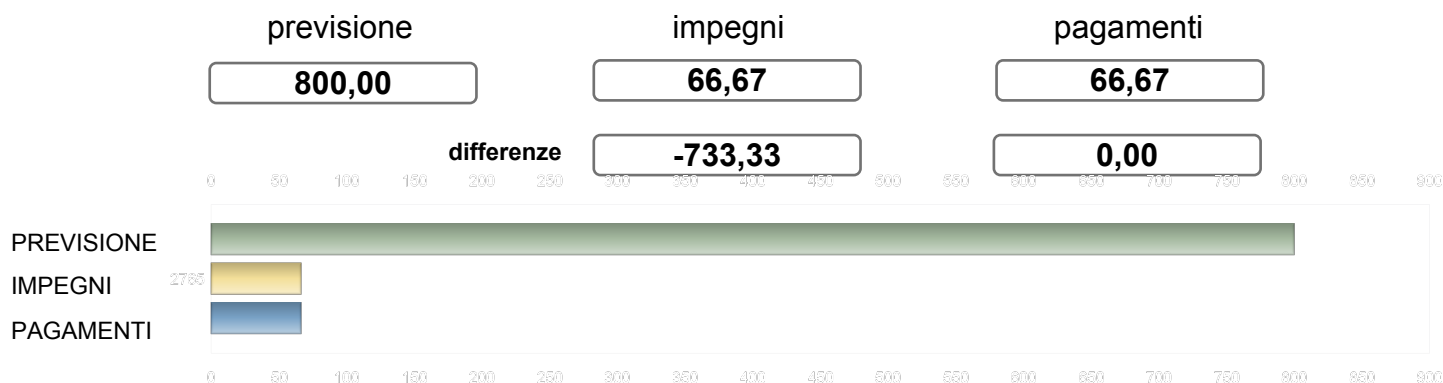 previsione impegni pagamenti
800,00 66,67 66,67
differenze -733,33 0,00
0 50 100 150 200 250 300 350 400 450 500 550 600 650 700 750 800 850 900
PREVISIONE
2785
IMPEGNI
PAGAMENTI
0 50 100 150 200 250 300 350 400 450 500 550 600 650 700 750 800 850 900